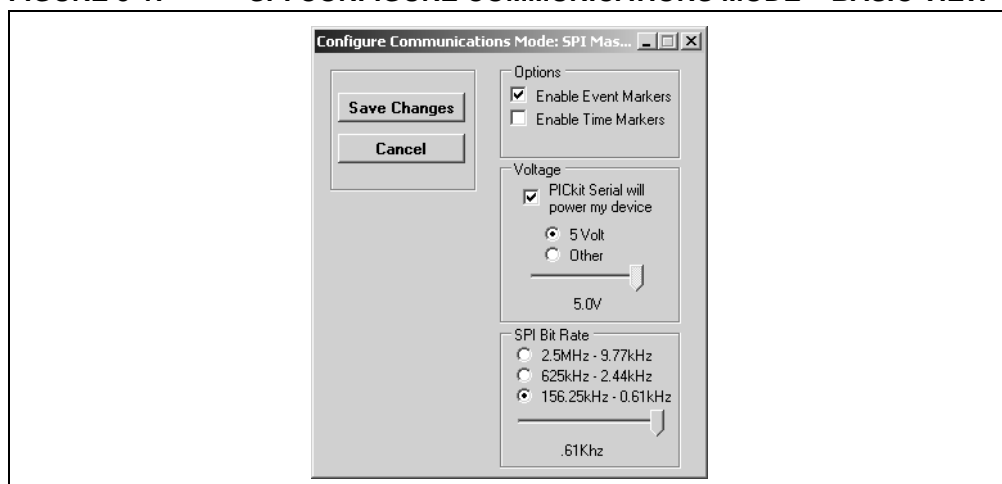 Configure Communications Mode: SPI Mas...
Save Changes
Cancel
Options
Enable Event Markers
Enable Time Markers
Voltage
PICkit Serial will
power my device
5 Volt
Other
5.0V
SPI Bit Rate
2.5MHz - 9.77kHz
625kHz - 2.44kHz
156.25kHz - 0.61kHz
.61Khz